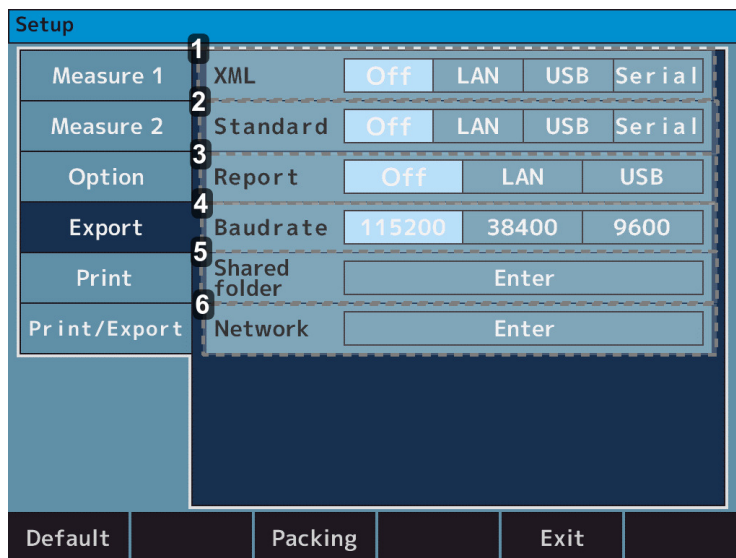 Setup
Measure 1
Measure 2
Option
Export
Print
Print/Export
1 XML Off LAN USB Serial
2 Standard Off LAN USB Serial
3 Report Off LAN USB
4 Baudrate 115200 38400 9600
5 Shared
folder Enter
6 Network Enter
Default Packing Exit